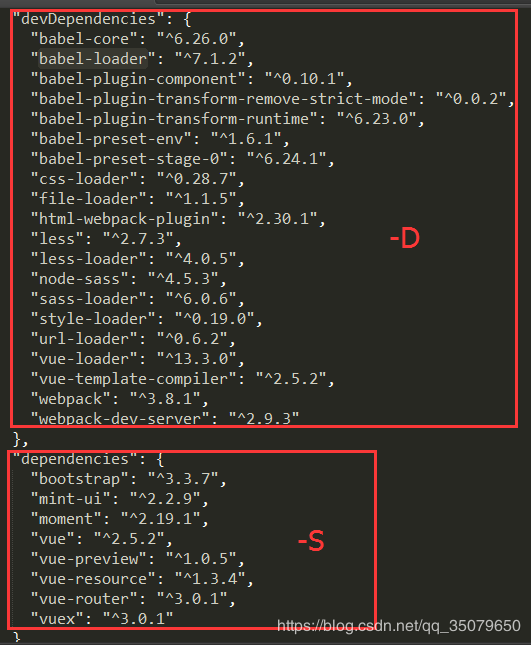 "devDependencies": {
"babel-core": "^6.26.0",
"babel-loader": "^7.1.2",
"babel-plugin-component": "^0.10.1",
"babel-plugin-transform-remove-strict-mode": "^0.0.2",
"babel-plugin-transform-runtime": "^6.23.0",
"babel-preset-env": "^1.6.1",
"babel-preset-stage-0": "^6.24.1",
"css-loader": "^0.28.7",
"file-loader": "^1.1.5",
"html-webpack-plugin": "^2.30.1",
"less": "^2.7.3",
-D
"less-loader": "^4.0.5",
"node-sass": "^4.5.3",
"sass-loader": "^6.0.6",
"style-loader": "^0.19.0",
"url-loader": "^0.6.2",
"vue-loader": "^13.3.0",
"vue-template-compiler": "^2.5.2",
"webpack": "^3.8.1",
"webpack-dev-server": "^2.9.3"
},
"dependencies": {
"bootstrap": "^3.3.7",
"mint-ui": "^2.2.9",
"moment": "^2.19.1",
"vue": "^2.5.2",
-S
"vue-preview": "^1.0.5",
"vue-resource": "^1.3.4",
"vue-router": "^3.0.1",
"vuex": "^3.0.1"
https://blog.csdn.net/qq_35079650
}